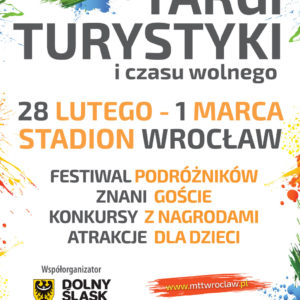 TARGI
TURYSTYKI
i czasu wolnego
28 LUTEGO - 1 MARCA
STADION WROCŁAW
FESTIWAL PODRÓŻNIKÓW
ZNANI GOŚCIE
KONKURSY Z NAGRODAMI
ATRAKCJE DLA DZIECI
Współorganizator
DOLNY
ŚLĄSK
www.mttwroclaw.pl